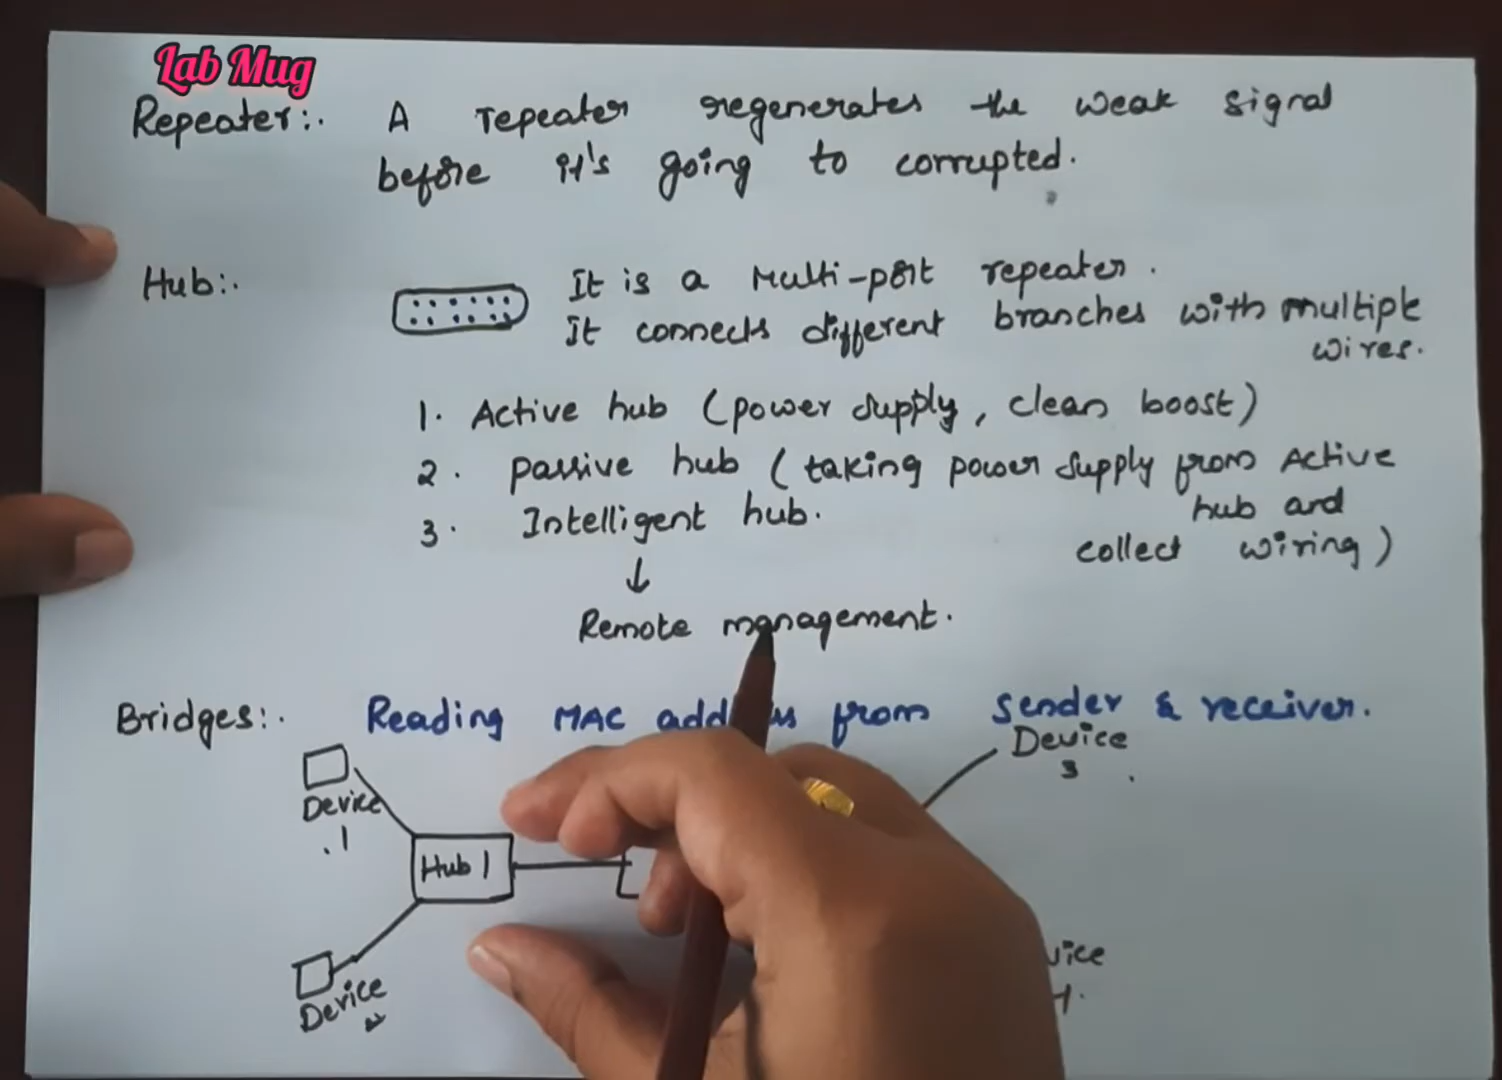 Lab Mug
Repeater:. A repeater regenerates the weak signal
before it's going to corrupted.
Hub:. It is a Multi-port repeater.
It connects different branches with multiple
wires.
1. Active hub (power supply, clean boost)
2. passive hub (taking power supply from Active
hub and
collect wiring)
3. Intelligent hub.
↓
Remote management.
Bridges:. Reading MAC address from sender & receiver.
Device
1
Hub 1
Device
2
Device
3